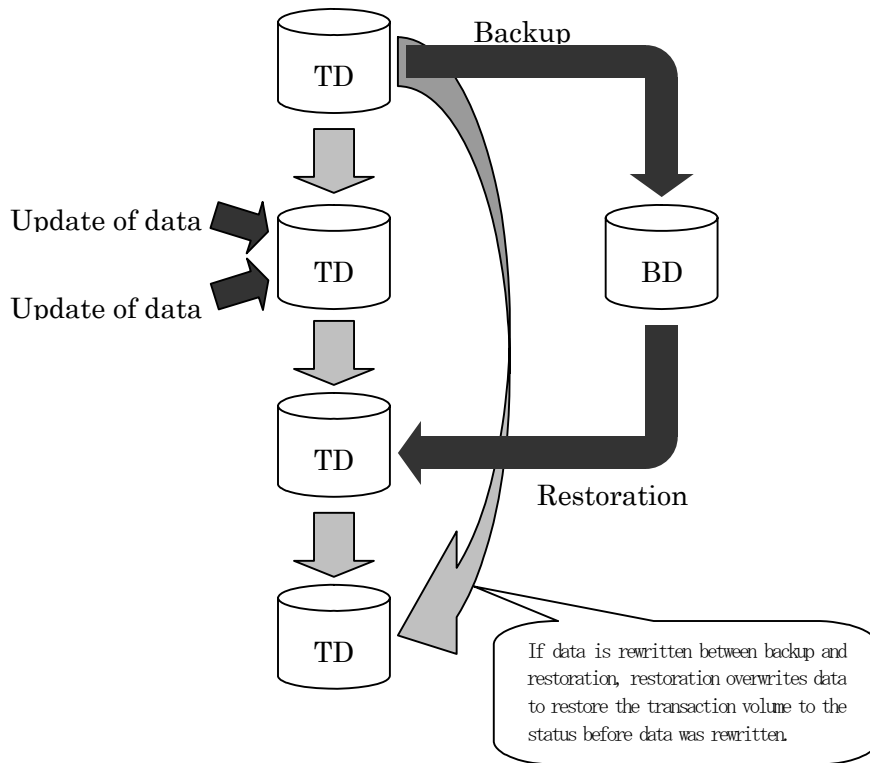 Backup
TD
Update of data
TD
BD
Update of data
TD
Restoration
TD
If data is rewritten between backup and
restoration, restoration overwrites data
to restore the transaction volume to the
status before data was rewritten.